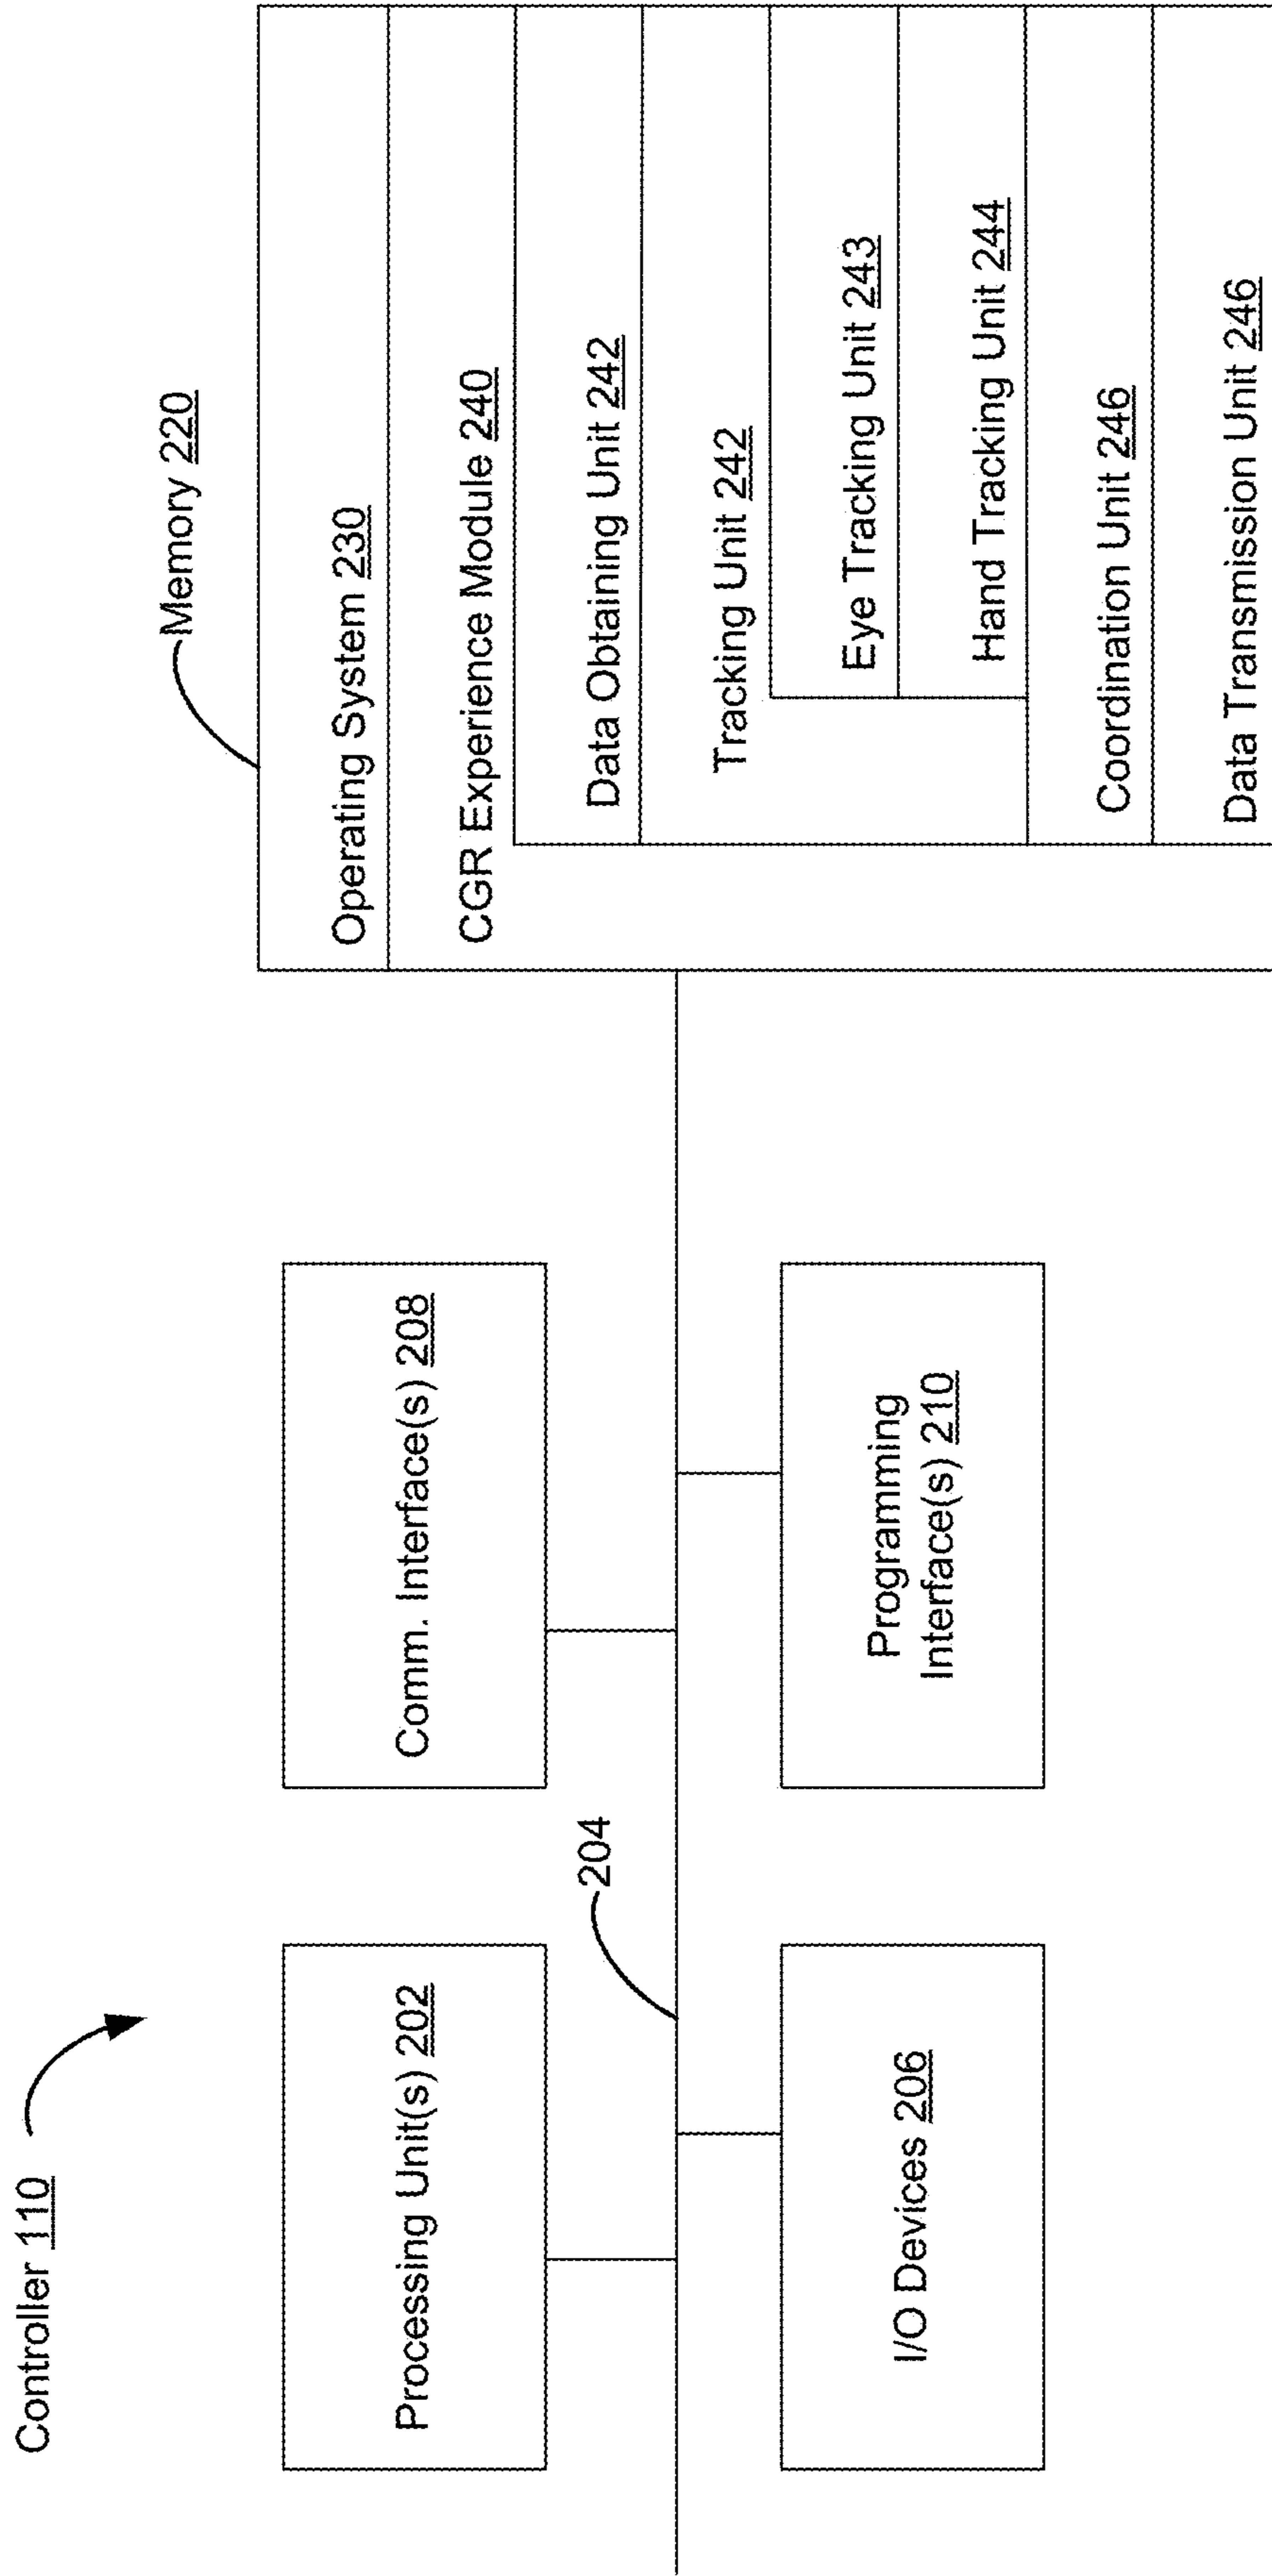 Controller 110
Memory 220
Processing Unit(s) 202
Comm. Interface(s) 208
204
I/O Devices 206
Programming
Interface(s) 210
Operating System 230
CGR Experience Module 240
Data Obtaining Unit 242
Tracking Unit 242
Eye Tracking Unit 243
Hand Tracking Unit 244
Coordination Unit 246
Data Transmission Unit 246